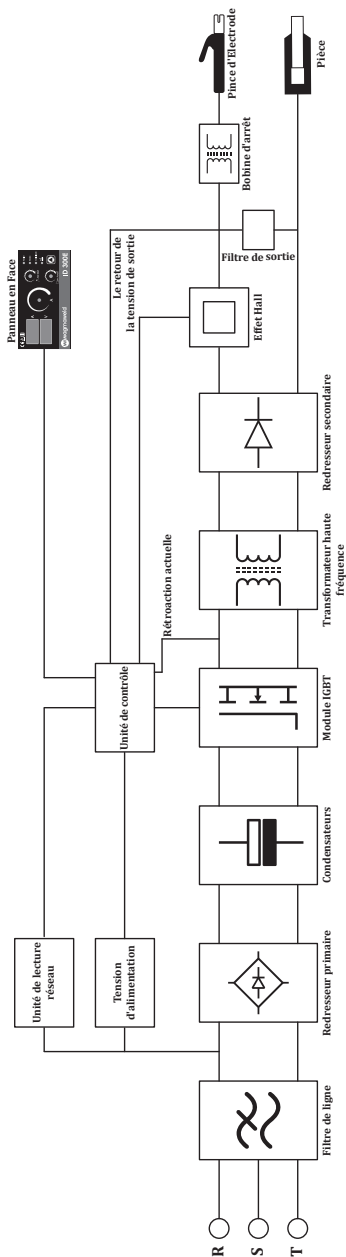 Pince d'Electrode
Pièce
Bobine d'arrêt
Filtre de sortie
Le retour de
la tension de sortie
Effet Hall
Panneau en Face
magmaweld
ID 300E
Redresseur secondaire
Rétroaction actuelle
Transformateur haute
fréquence
Unité de contrôle
Module IGBT
Condensateurs
Unité de lecture
réseau
Tension
d'alimentation
Redresseur primaire
Filtre de ligne
R
S
T